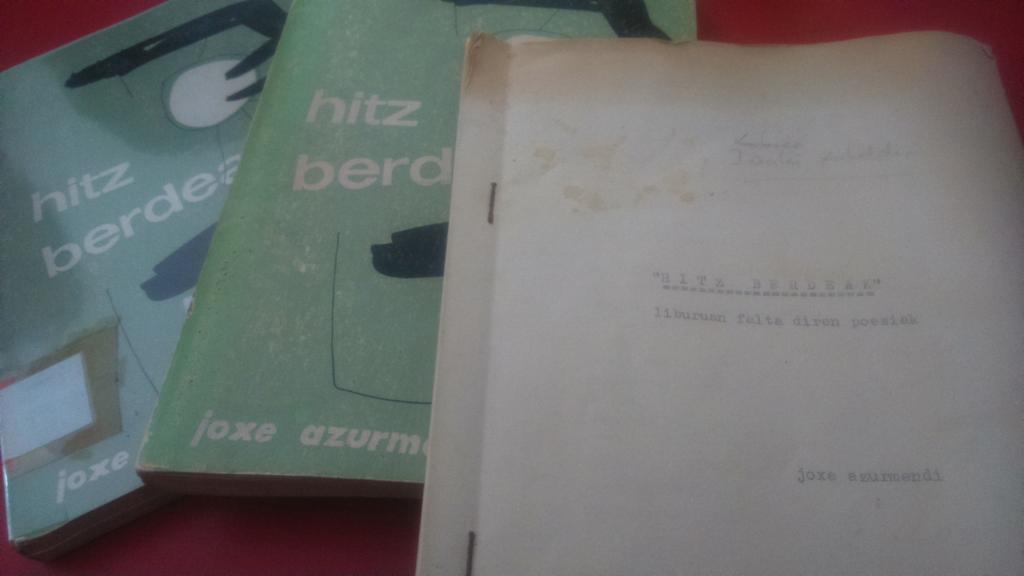 hitz
berdea
joxe
hitz
berd
joxe azurm
"HITZ BERDEAK"
liburuan falta diren poesiak
joxe azurmendi